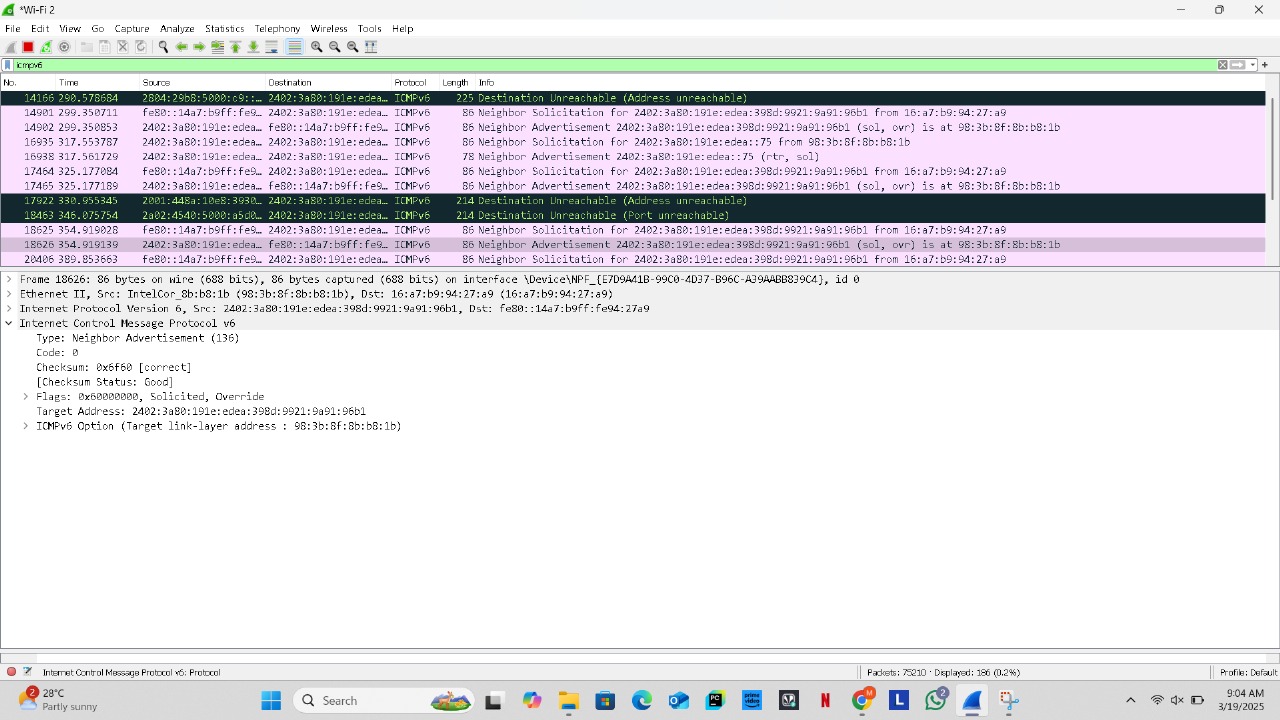 *Wi-Fi 2
File Edit View Go Capture Analyze Statistics Telephony Wireless Tools Help
icmpv6
No. Time Source Destination Protocol Length Info
14166 290.578684 2804:29b8:5000:c9::… 2402:3a80:191e:edea… ICMPv6 225 Destination Unreachable (Address unreachable)
14901 299.350711 fe80::14a7:b9ff:fe9… 2402:3a80:191e:edea… ICMPv6 86 Neighbor Solicitation for 2402:3a80:191e:edea:398d:9921:9a91:96b1 from 16:a7:b9:94:27:a9
14902 299.350853 2402:3a80:191e:edea… fe80::14a7:b9ff:fe9… ICMPv6 86 Neighbor Advertisement 2402:3a80:191e:edea:398d:9921:9a91:96b1 (sol, ovr) is at 98:3b:8f:8b:b8:1b
16935 317.553787 2402:3a80:191e:edea… 2402:3a80:191e:edea… ICMPv6 86 Neighbor Solicitation for 2402:3a80:191e:edea::75 from 98:3b:8f:8b:b8:1b
16938 317.561729 2402:3a80:191e:edea… 2402:3a80:191e:edea… ICMPv6 78 Neighbor Advertisement 2402:3a80:191e:edea::75 (rtr, sol)
17464 325.177084 fe80::14a7:b9ff:fe9… 2402:3a80:191e:edea… ICMPv6 86 Neighbor Solicitation for 2402:3a80:191e:edea:398d:9921:9a91:96b1 from 16:a7:b9:94:27:a9
17465 325.177189 2402:3a80:191e:edea… fe80::14a7:b9ff:fe9… ICMPv6 86 Neighbor Advertisement 2402:3a80:191e:edea:398d:9921:9a91:96b1 (sol, ovr) is at 98:3b:8f:8b:b8:1b
17922 330.955345 2001:448a:10e8:3930… 2402:3a80:191e:edea… ICMPv6 214 Destination Unreachable (Address unreachable)
18463 346.075754 2a02:4540:5000:a5d0… 2402:3a80:191e:edea… ICMPv6 214 Destination Unreachable (Port unreachable)
18625 354.919028 fe80::14a7:b9ff:fe9… 2402:3a80:191e:edea… ICMPv6 86 Neighbor Solicitation for 2402:3a80:191e:edea:398d:9921:9a91:96b1 from 16:a7:b9:94:27:a9
18626 354.919139 2402:3a80:191e:edea… fe80::14a7:b9ff:fe9… ICMPv6 86 Neighbor Advertisement 2402:3a80:191e:edea:398d:9921:9a91:96b1 (sol, ovr) is at 98:3b:8f:8b:b8:1b
20406 389.853663 fe80::14a7:b9ff:fe9… 2402:3a80:191e:edea… ICMPv6 86 Neighbor Solicitation for 2402:3a80:191e:edea:398d:9921:9a91:96b1 from 16:a7:b9:94:27:a9
Frame 18626: 86 bytes on wire (688 bits), 86 bytes captured (688 bits) on interface \Device\NPF_{E7D9A41B-99C0-4D37-B96C-A39AABB839C4}, id 0
Ethernet II, Src: IntelCor_8b:b8:1b (98:3b:8f:8b:b8:1b), Dst: 16:a7:b9:94:27:a9 (16:a7:b9:94:27:a9)
Internet Protocol Version 6, Src: 2402:3a80:191e:edea:398d:9921:9a91:96b1, Dst: fe80::14a7:b9ff:fe94:27a9
Internet Control Message Protocol v6
Type: Neighbor Advertisement (136)
Code: 0
Checksum: 0x6f60 [correct]
[Checksum Status: Good]
Flags: 0x60000000, Solicited, Override
Target Address: 2402:3a80:191e:edea:398d:9921:9a91:96b1
ICMPv6 Option (Target link-layer address : 98:3b:8f:8b:b8:1b)
Internet Control Message Protocol v6: Protocol
Packets: 75210 · Displayed: 186 (0.2%)
Profile: Default
2
28°C
Partly sunny
Search
PC
prime video
N
M
L
2
9:04 AM
3/19/2025